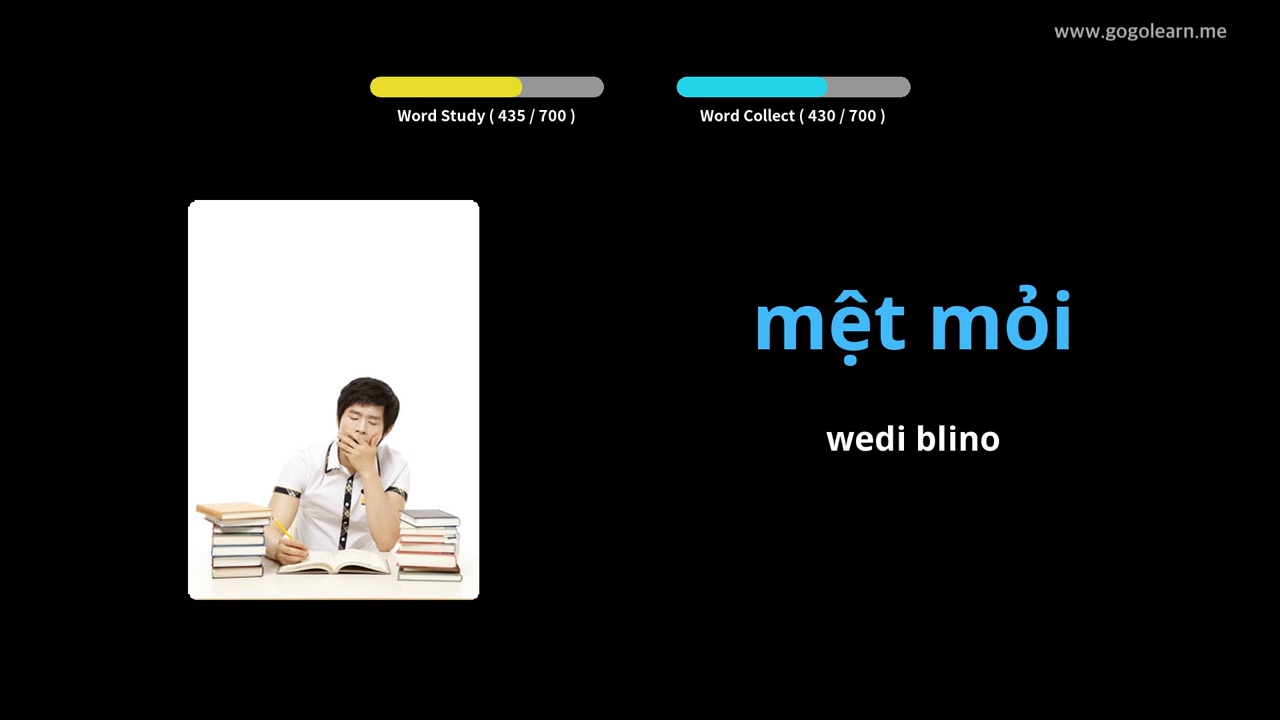 www.gogolearn.me
Word Study ( 435 / 700 )
Word Collect ( 430 / 700 )
mệt mỏi
wedi blino